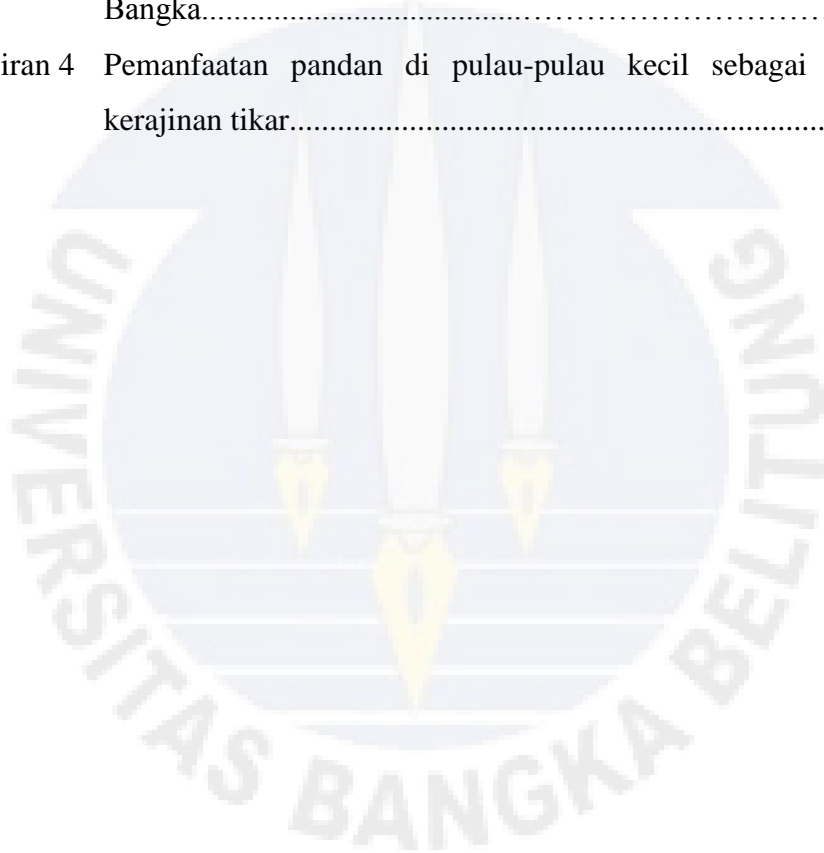 Bangka.......................................................…………………………
iran 4 Pemanfaatan pandan di pulau-pulau kecil sebagai
kerajinan tikar...................................................................................
UNIVERSITAS BANGKA BELITUNG